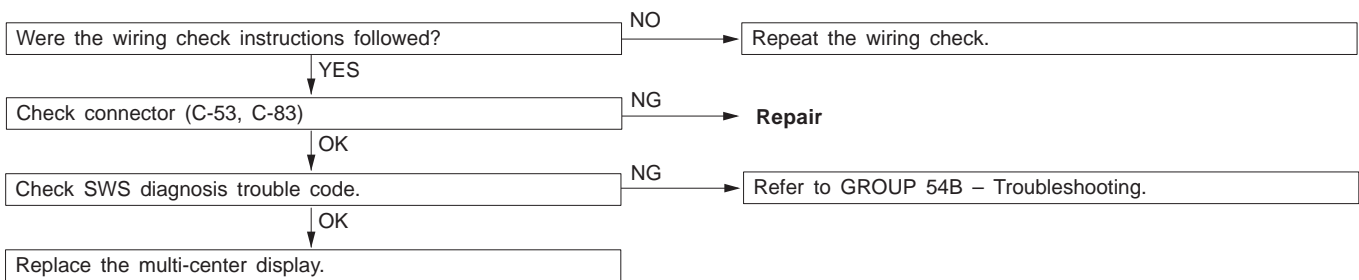 Were the wiring check instructions followed?
NO
Repeat the wiring check.
YES
Check connector (C-53, C-83)
NG
Repair
OK
Check SWS diagnosis trouble code.
NG
Refer to GROUP 54B – Troubleshooting.
OK
Replace the multi-center display.